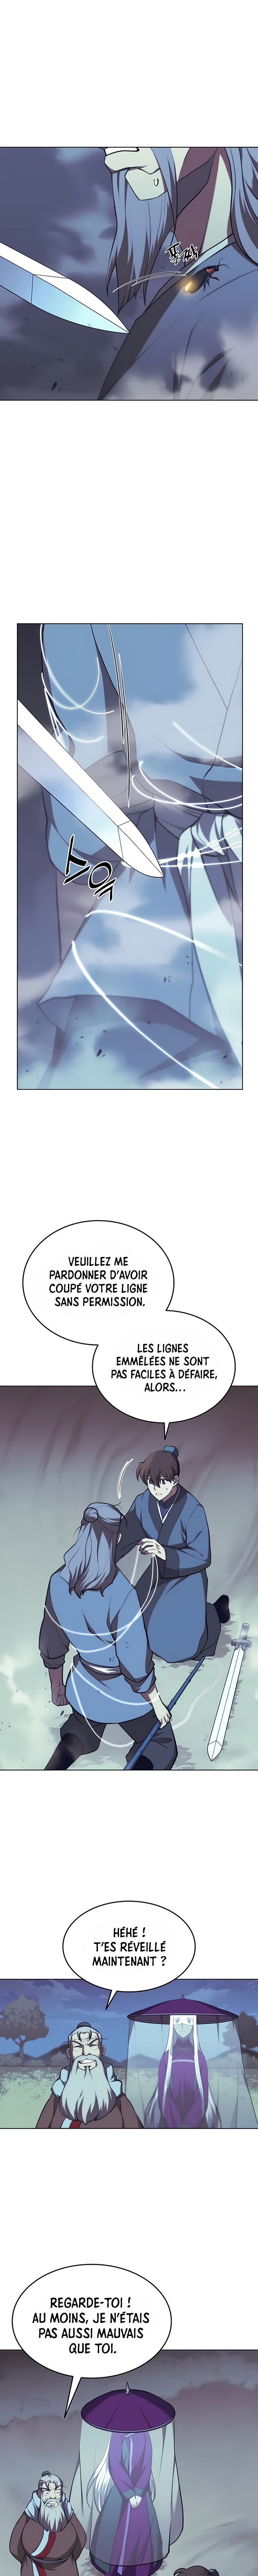 VEUILLEZ ME
PARDONNER D'AVOIR
COUPÉ VOTRE LIGNE
SANS PERMISSION.
LES LIGNES
EMMÊLÉES NE SONT
PAS FACILES À DÉFAIRE,
ALORS...
HÉHÉ !
T'ES RÉVEILLÉ
MAINTENANT ?
REGARDE-TOI !
AU MOINS, JE N'ÉTAIS
PAS AUSSI MAUVAIS
QUE TOI.